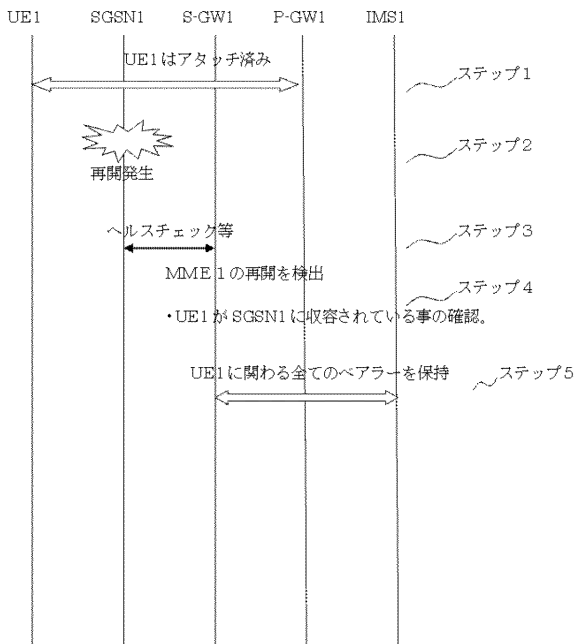 UE1 SGSN1 S-GW1 P-GW1 IMS1
UE1はアタッチ済み
ステップ1
ステップ2
再開発生
ヘルスチェック等
ステップ3
MME1の再開を検出
ステップ4
・UE1がSGSN1に収容されている事の確認。
UE1に関わる全てのベアラーを保持
ステップ5